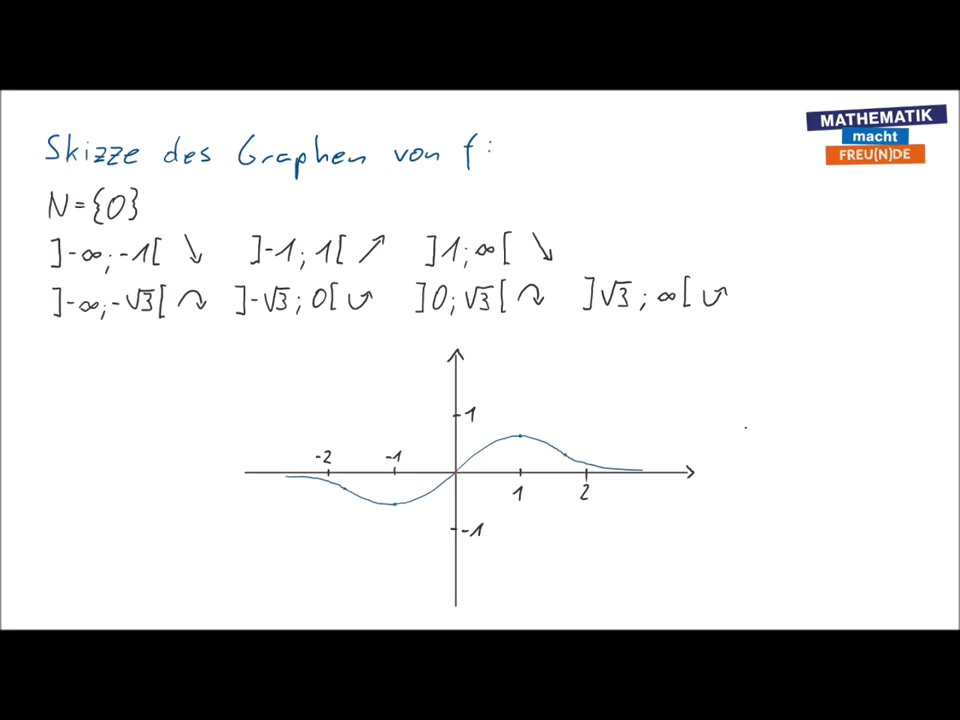 MATHEMATIK
macht
FREU(N)DE
Skizze des Graphen von f:
N={0}
]-∞;-1[ ↘ ]-1;1[ ↗ ]1;∞[ ↘
]-∞;-√3[ ↷ ]-√3;0[ ⤻ ]0;√3[ ↷ ]√3;∞[ ⤻
1
-2 -1
1 2
-1